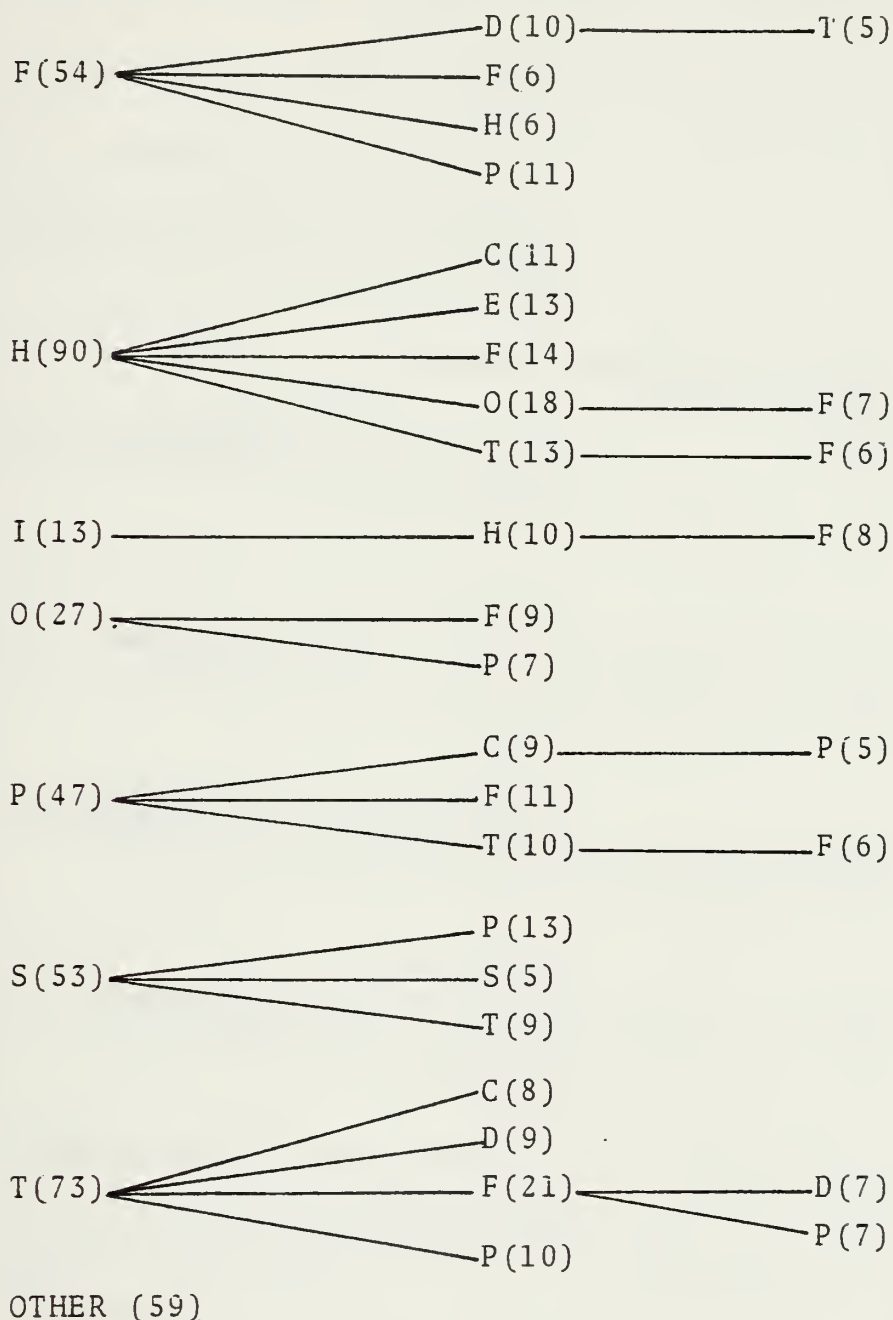 D(10) T(5)
F(54) F(6)
H(6)
P(11)
C(11)
E(13)
H(90) F(14)
O(18) F(7)
T(13) F(6)
I(13) H(10) F(8)
O(27) F(9)
P(7)
C(9) P(5)
P(47) F(11)
T(10) F(6)
P(13)
S(53) S(5)
T(9)
C(8)
D(9)
T(73) F(21) D(7)
P(7)
P(10)
OTHER (59)